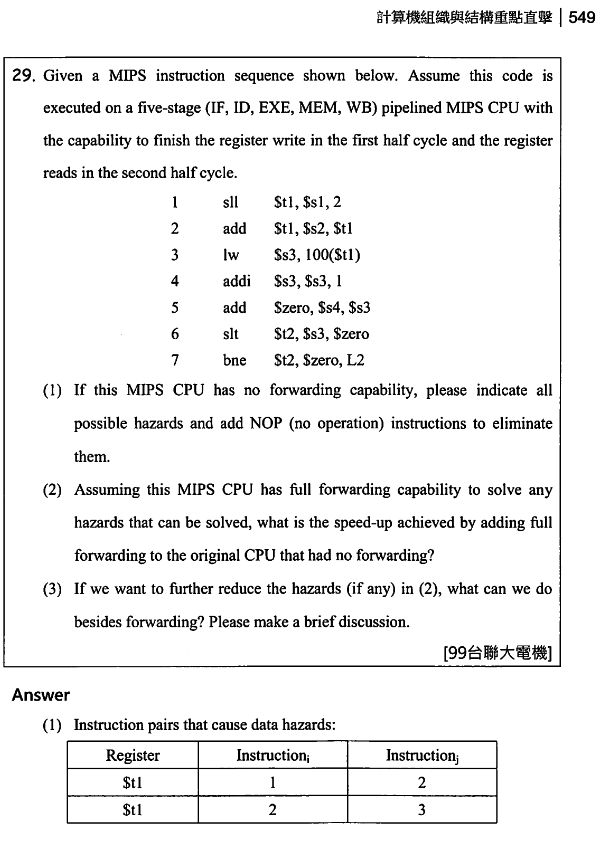 計算機組織與結構重點直擊 | 549
29. Given a MIPS instruction sequence shown below. Assume this code is
executed on a five-stage (IF, ID, EXE, MEM, WB) pipelined MIPS CPU with
the capability to finish the register write in the first half cycle and the register
reads in the second half cycle.
1 sll $t1, $s1, 2
2 add $t1, $s2, $t1
3 lw $s3, 100($t1)
4 addi $s3, $s3, 1
5 add $zero, $s4, $s3
6 slt $t2, $s3, $zero
7 bne $t2, $zero, L2
(1) If this MIPS CPU has no forwarding capability, please indicate all
possible hazards and add NOP (no operation) instructions to eliminate
them.
(2) Assuming this MIPS CPU has full forwarding capability to solve any
hazards that can be solved, what is the speed-up achieved by adding full
forwarding to the original CPU that had no forwarding?
(3) If we want to further reduce the hazards (if any) in (2), what can we do
besides forwarding? Please make a brief discussion.
[99台聯大電機]
Answer
(1) Instruction pairs that cause data hazards:
Register Instructioni Instructionj
$t1 1 2
$t1 2 3